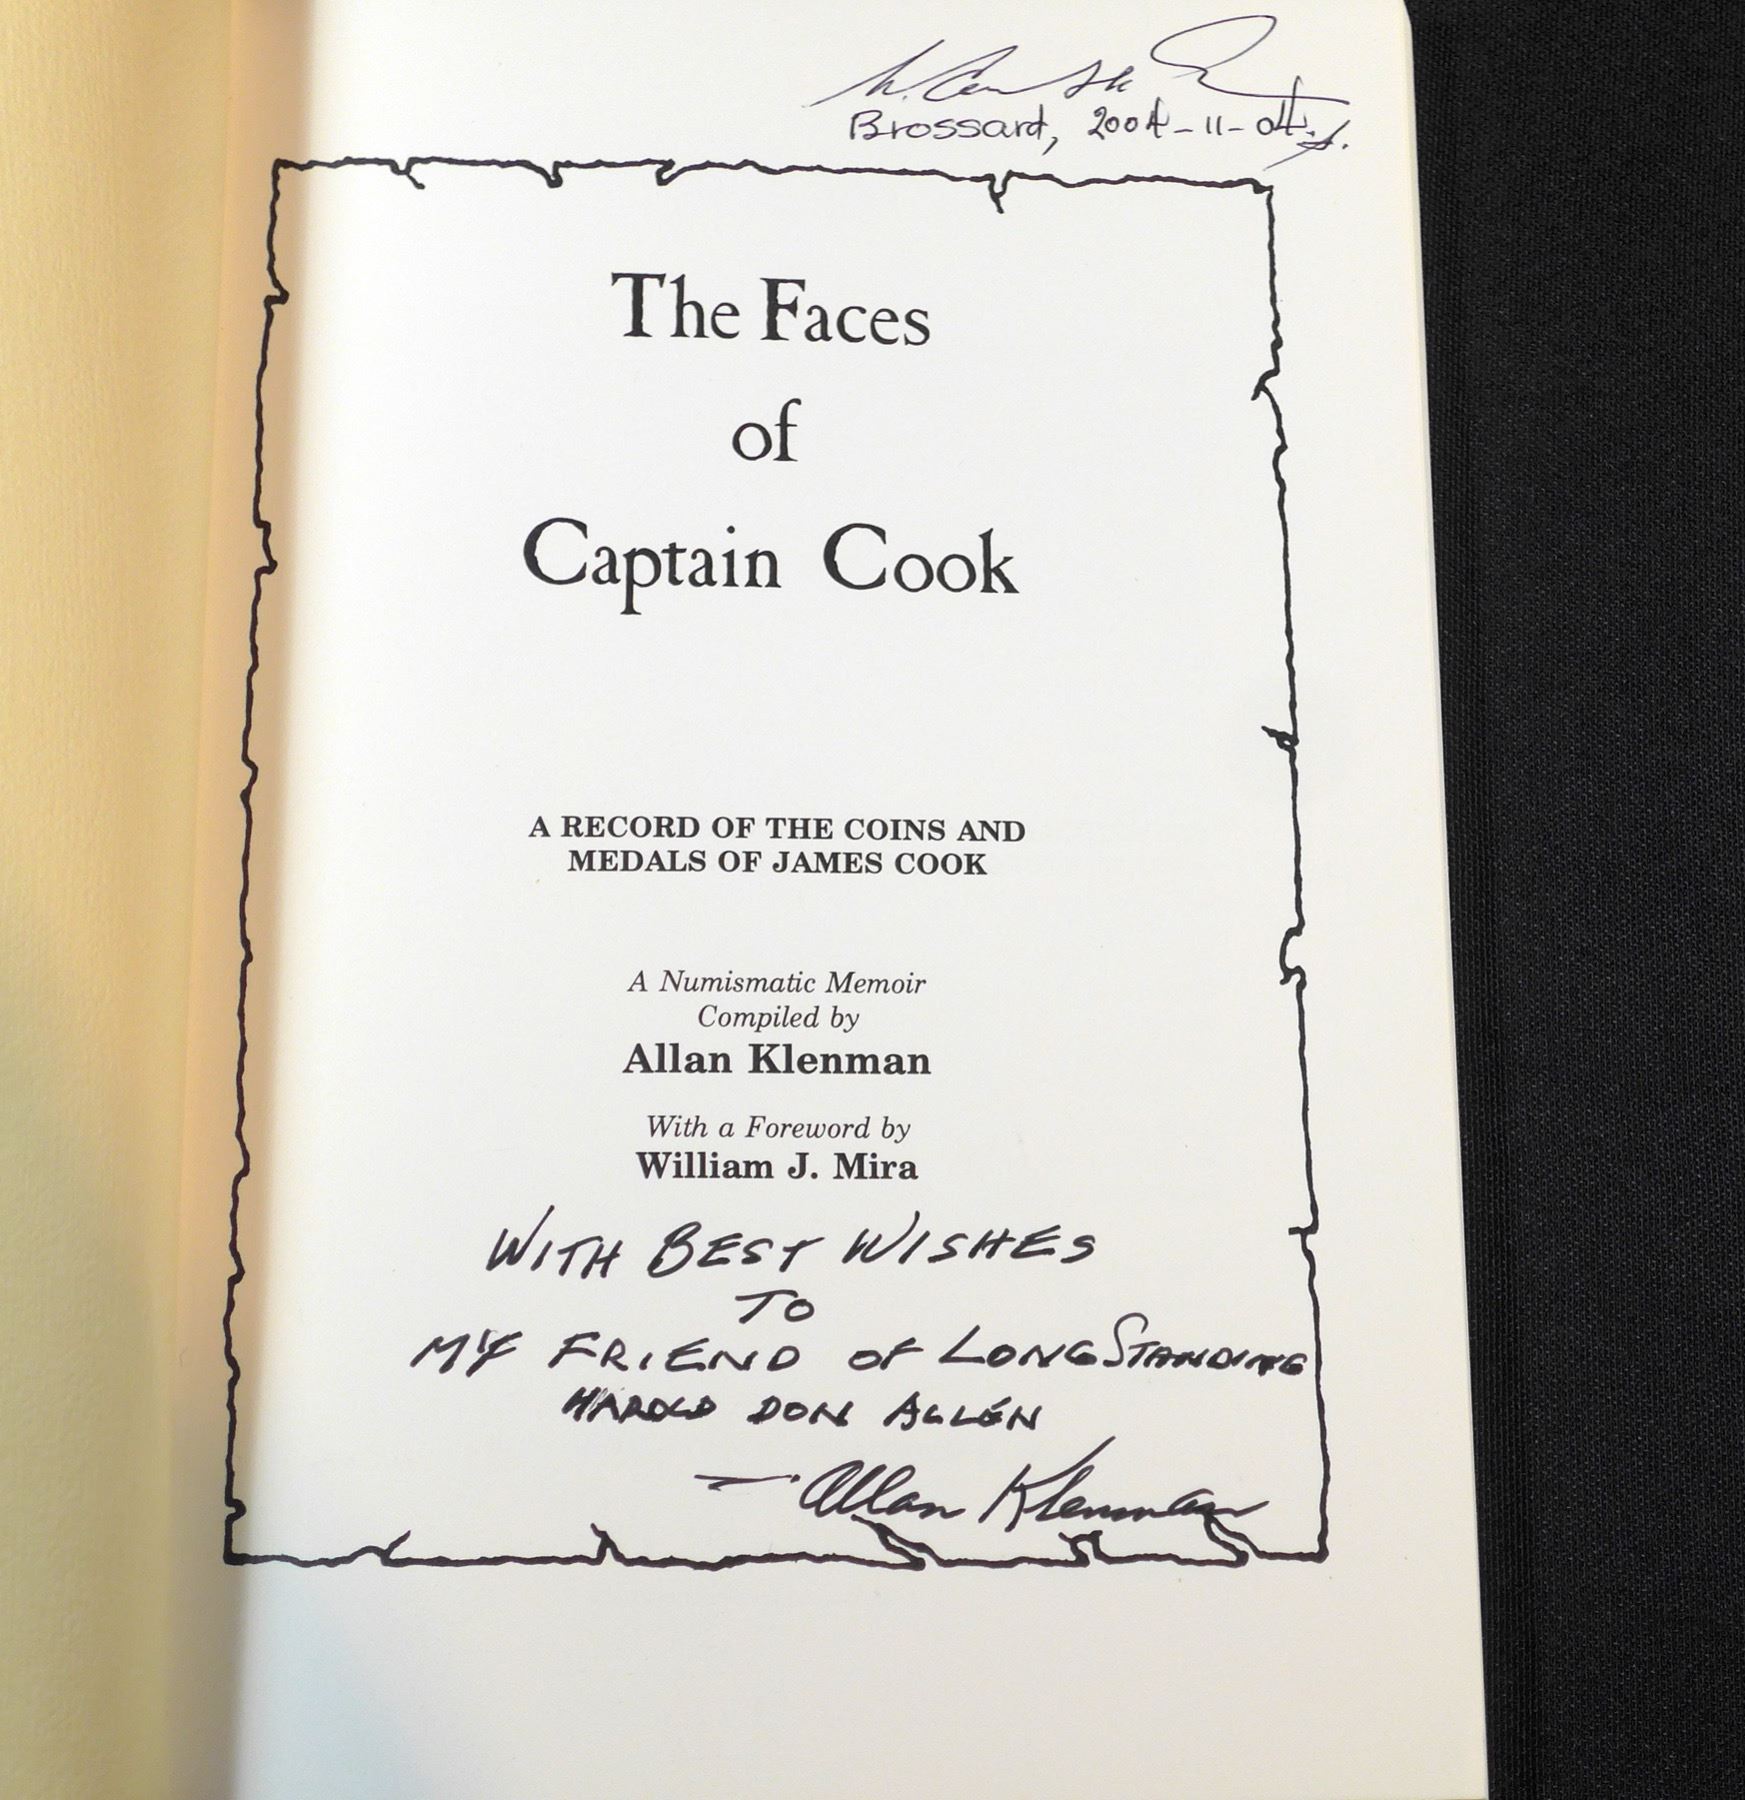 Brossard, 2004-11-04.
The Faces
of
Captain Cook
A RECORD OF THE COINS AND
MEDALS OF JAMES COOK
A Numismatic Memoir
Compiled by
Allan Klenman
With a Foreword by
William J. Mira
WITH BEST WISHES
TO
MY FRIEND OF LONGSTANDING
HAROLD DON ALLEN
— Allan Klenman